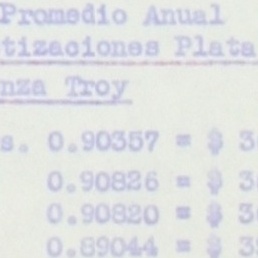 Promedio Anual
tizaciones Plata
nza Troy
s. 0.90357 = $ 3
0.90826 = $ 3
0.90820 = $ 3
0.89044 = $ 3